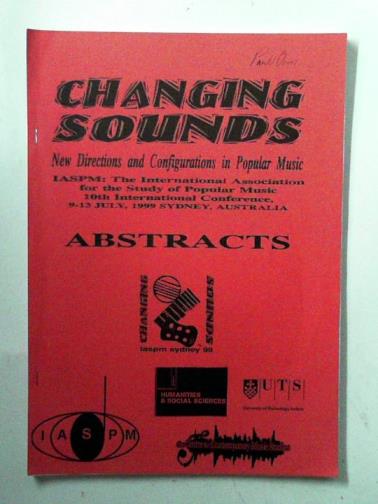 CHANGING
SOUNDS
New Directions and Configurations in Popular Music
IASPM: The International Association
for the Study of Popular Music
10th International Conference,
9-13 JULY, 1999 SYDNEY, AUSTRALIA
ABSTRACTS
CHANGING
SOUNDS
iaspm sydney 99
HUMANITIES
& SOCIAL SCIENCES
UTS
University of Technology, Sydney
IASPM